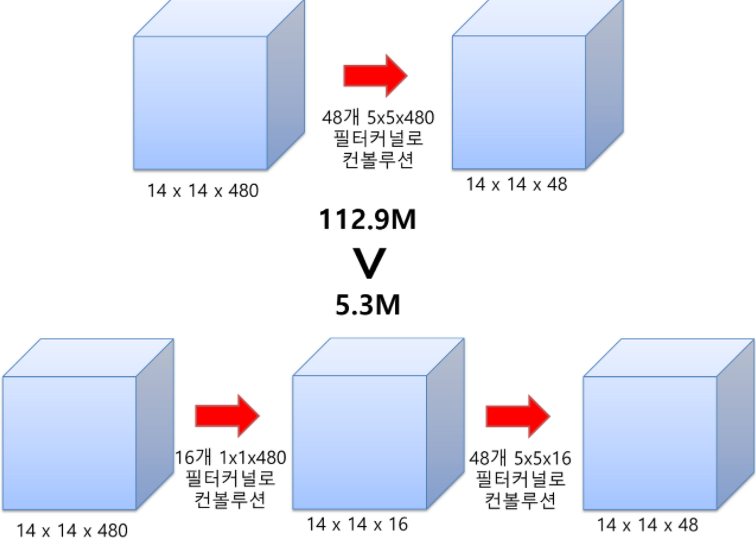 48개 5x5x480
필터커널로
컨볼루션
14 x 14 x 480
14 x 14 x 48
112.9M
V
5.3M
16개 1x1x480
필터커널로
컨볼루션
48개 5x5x16
필터커널로
컨볼루션
14 x 14 x 480
14 x 14 x 16
14 x 14 x 48